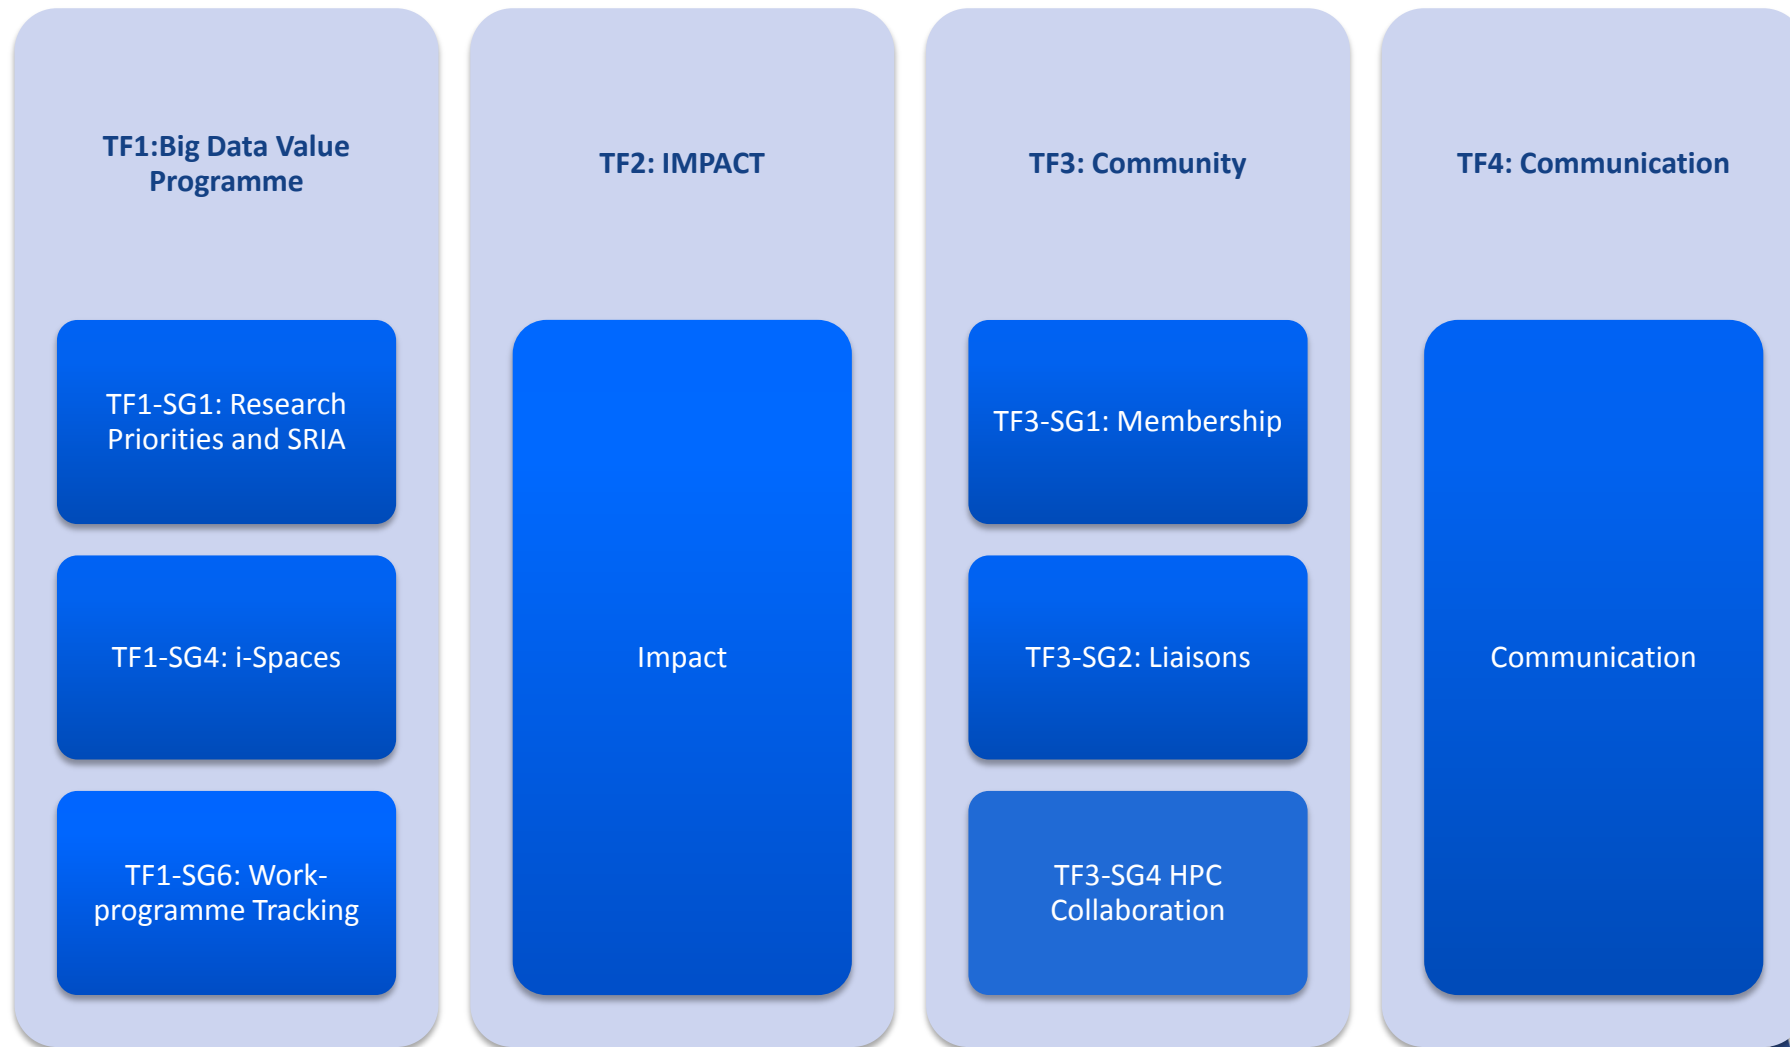 TF1:Big Data Value
Programme
TF1-SG1: Research
Priorities and SRIA
TF1-SG4: i-Spaces
TF1-SG6: Work-
programme Tracking
TF2: IMPACT
Impact
TF3: Community
TF3-SG1: Membership
TF3-SG2: Liaisons
TF3-SG4 HPC
Collaboration
TF4: Communication
Communication